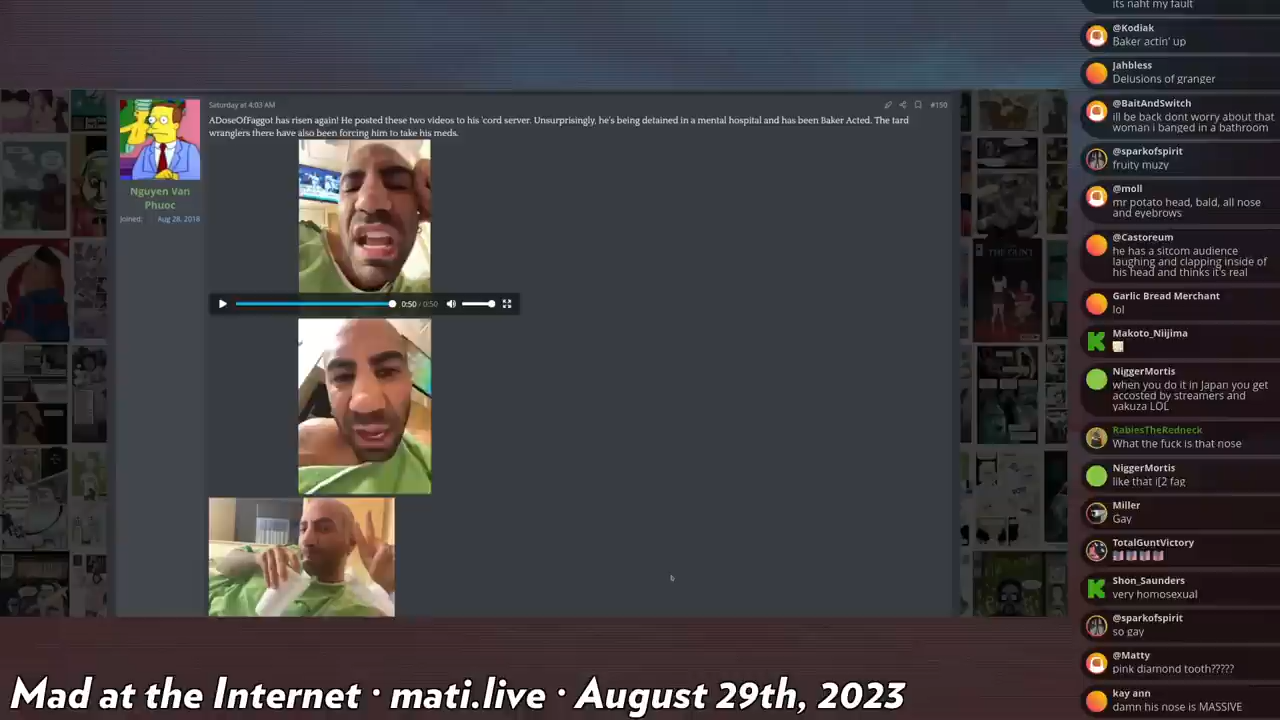 Saturday at 4:03 AM
#150
ADoseOfFaggot has risen again! He posted these two videos to his 'cord server. Unsurprisingly, he's being detained in a mental hospital and has been Baker Acted. The tard
wranglers there have also been forcing him to take his meds.
Nguyen Van
Phuoc
Joined: Aug 28, 2018
0:50 / 0:50
its naht my fault
@Kodiak
Baker actin' up
Jahbless
Delusions of granger
@BaitAndSwitch
ill be back dont worry about that
woman i banged in a bathroom
@sparkofspirit
fruity muzy
@moll
mr potato head, bald, all nose
and eyebrows
@Castoreum
he has a sitcom audience
laughing and clapping inside of
his head and thinks it's real
Garlic Bread Merchant
lol
Makoto_Niijima
NiggerMortis
when you do it in Japan you get
accosted by streamers and
yakuza LOL
RabiesTheRedneck
What the fuck is that nose
NiggerMortis
like that i[2 fag
Miller
Gay
TotalGuntVictory
Shon_Saunders
very homosexual
@sparkofspirit
so gay
@Matty
pink diamond tooth?????
kay ann
damn his nose is MASSIVE
Mad at the Internet · mati.live · August 29th, 2023